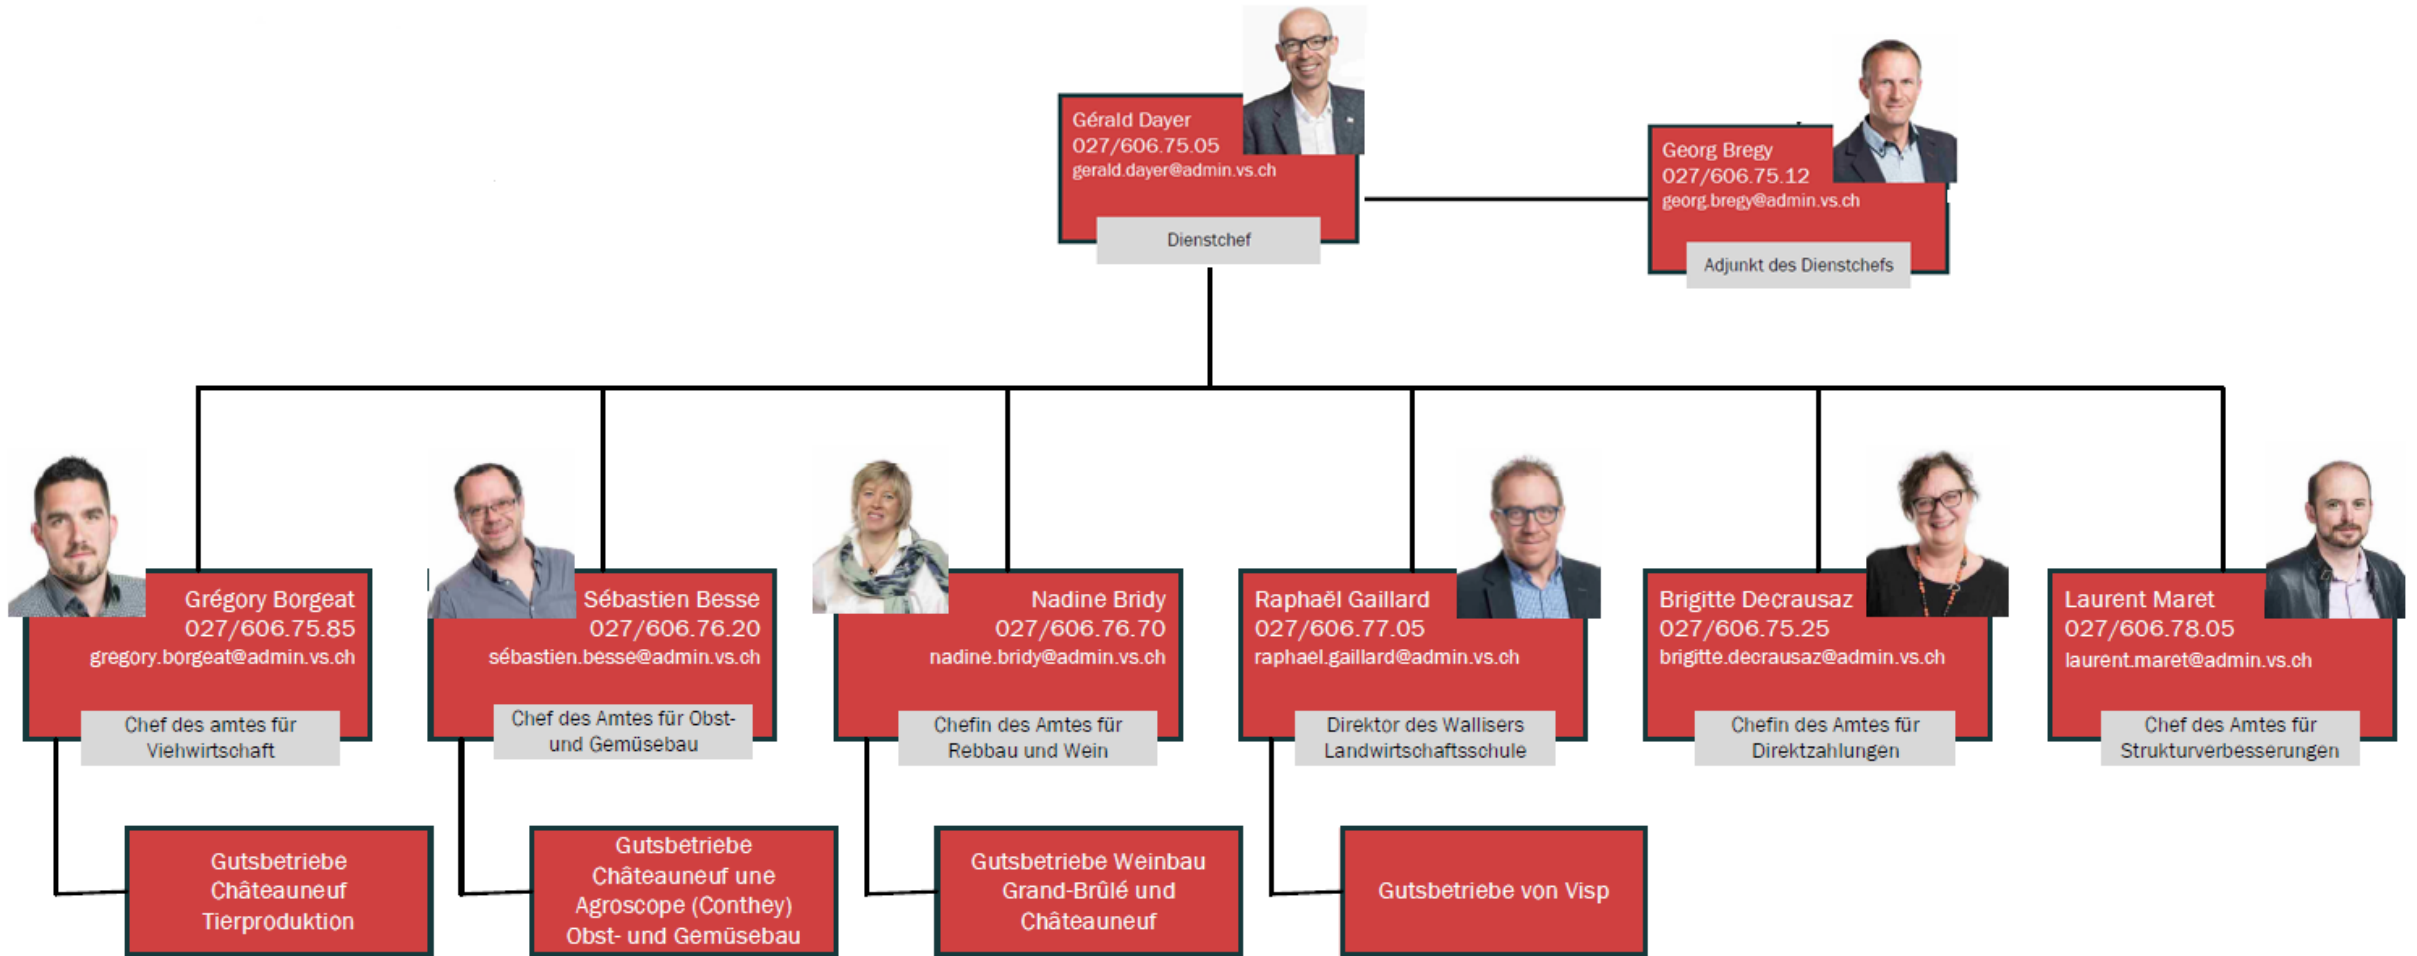 Gérald Dayer
027/606.75.05
gerald.dayer@admin.vs.ch
Dienstchef
Georg Bregy
027/606.75.12
georg.bregy@admin.vs.ch
Adjunkt des Dienstchefs
Grégory Borgeat
027/606.75.85
gregory.borgeat@admin.vs.ch
Chef des amtes für
Viehwirtschaft
Sébastien Besse
027/606.76.20
sébastien.besse@admin.vs.ch
Chef des Amtes für Obst-
und Gemüsebau
Nadine Bridy
027/606.76.70
nadine.bridy@admin.vs.ch
Chefin des Amtes für
Rebbau und Wein
Raphaël Gaillard
027/606.77.05
raphael.gaillard@admin.vs.ch
Direktor des Wallisers
Landwirtschaftsschule
Brigitte Decrausaz
027/606.75.25
brigitte.decrausaz@admin.vs.ch
Chefin des Amtes für
Direktzahlungen
Laurent Maret
027/606.78.05
laurent.maret@admin.vs.ch
Chef des Amtes für
Strukturverbesserungen
Gutsbetriebe
Châteauneuf
Tierproduktion
Gutsbetriebe
Châteauneuf une
Agroscope (Conthey)
Obst- und Gemüsebau
Gutsbetriebe Weinbau
Grand-Brûlé und
Châteauneuf
Gutsbetriebe von Visp